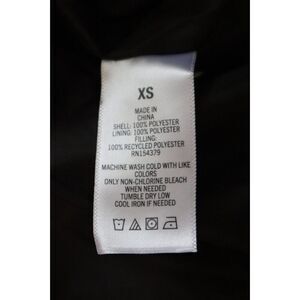 XS
MADE IN
CHINA
SHELL: 100% POLYESTER
LINING: 100% POLYESTER
FILLING:
100% RECYCLED POLYESTER
RN154379
MACHINE WASH COLD WITH LIKE
COLORS
ONLY NON-CHLORINE BLEACH
WHEN NEEDED
TUMBLE DRY LOW
COOL IRON IF NEEDED